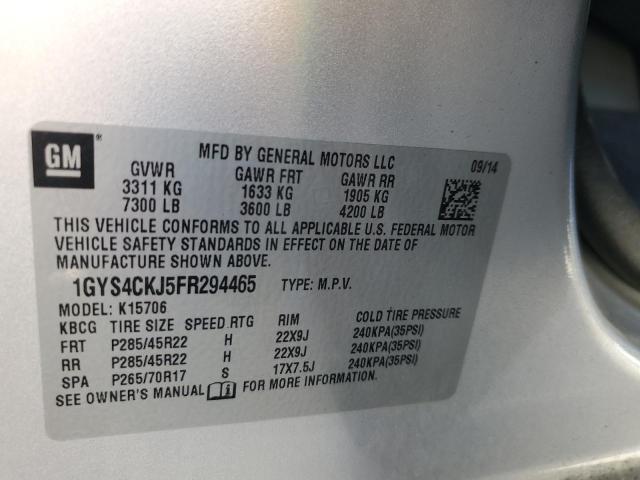 GM®
MFD BY GENERAL MOTORS LLC 09/14
GVWR GAWR FRT GAWR RR
3311 KG 1633 KG 1905 KG
7300 LB 3600 LB 4200 LB
THIS VEHICLE CONFORMS TO ALL APPLICABLE U.S. FEDERAL MOTOR
VEHICLE SAFETY STANDARDS IN EFFECT ON THE DATE OF
MANUFACTURE SHOWN ABOVE.
1GYS4CKJ5FR294465 TYPE: M.P.V.
MODEL: K15706
KBCG TIRE SIZE SPEED RTG RIM COLD TIRE PRESSURE
FRT P285/45R22 H 22X9J 240KPA(35PSI)
RR P285/45R22 H 22X9J 240KPA(35PSI)
SPA P265/70R17 S 17X7.5J 240KPA(35PSI)
SEE OWNER'S MANUAL FOR MORE INFORMATION.